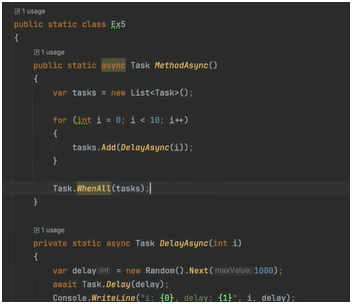 1 usage
public static class Ex5
{
1 usage
public static async Task MethodAsync()
{
var tasks = new List<Task>();
for (int i = 0; i < 10; i++)
{
tasks.Add(DelayAsync(i));
}
Task.WhenAll(tasks);
}
1 usage
private static async Task DelayAsync(int i)
{
var delay:int = new Random().Next(maxValue: 1000);
await Task.Delay(delay);
Console.WriteLine("i: {0}, delay: {1}", i, delay);